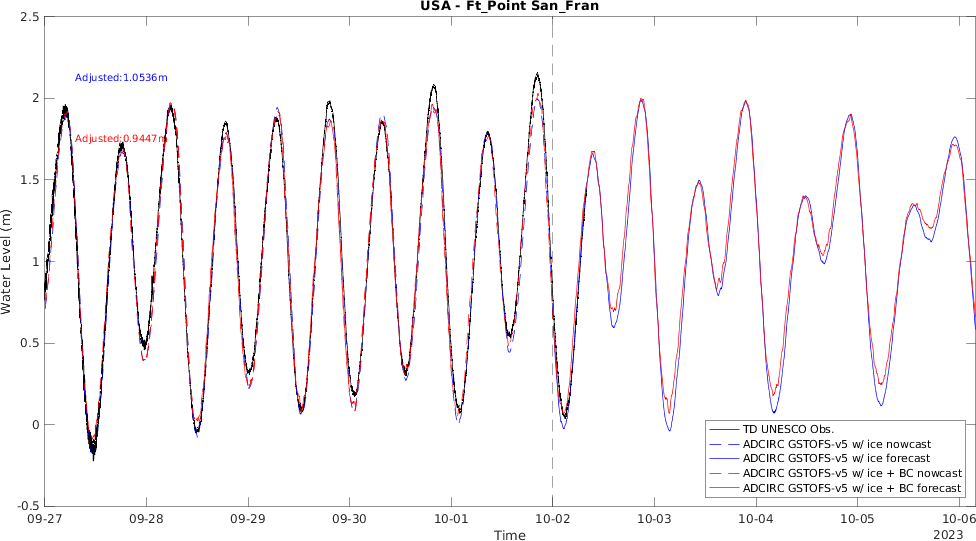 USA - Ft_Point San_Fran
2.5
2
1.5
1
0.5
0
-0.5
Water Level (m)
Adjusted:1.0536m
Adjusted:0.9447m
TD UNESCO Obs.
ADCIRC GSTOFS-v5 w/ ice nowcast
ADCIRC GSTOFS-v5 w/ ice forecast
ADCIRC GSTOFS-v5 w/ ice + BC nowcast
ADCIRC GSTOFS-v5 w/ ice + BC forecast
09-27 09-28 09-29 09-30 10-01 10-02 10-03 10-04 10-05 10-06
Time
2023